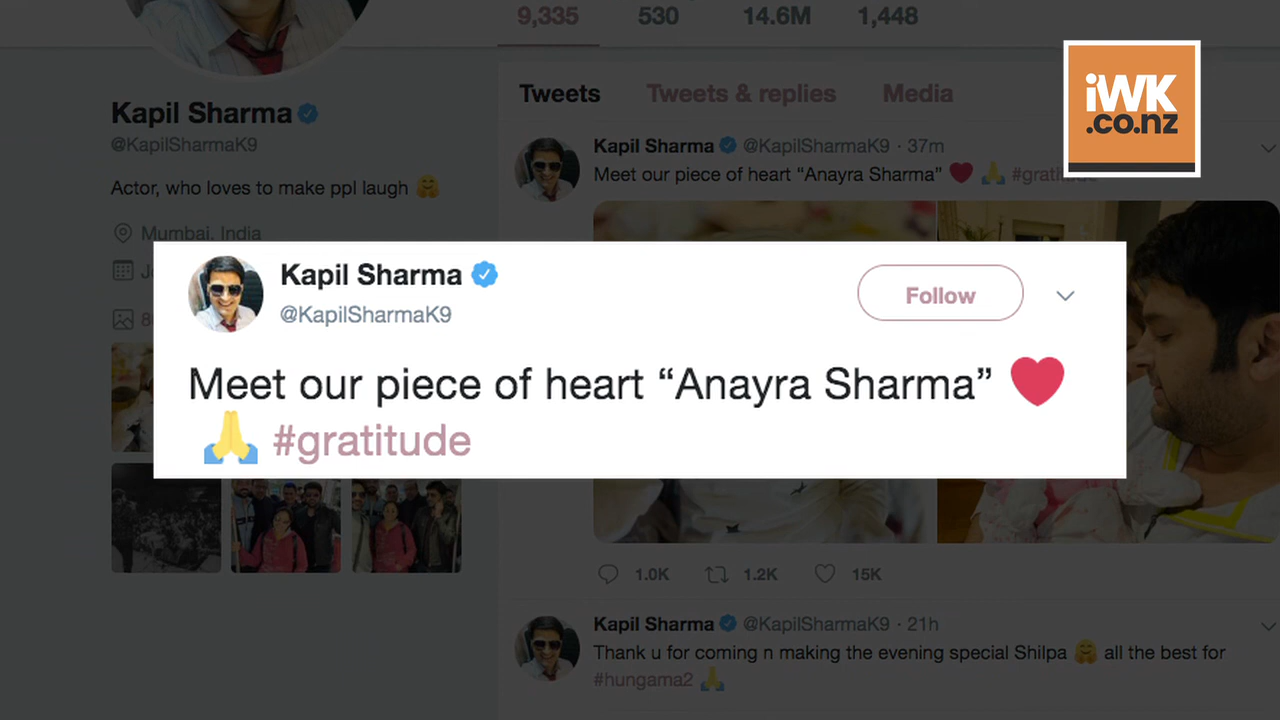 9,335 530 14.6M 1,448
iWK
.co.nz
Kapil Sharma
@KapilSharmaK9
Actor, who loves to make ppl laugh 🤗
Mumbai, India
Tweets Tweets & replies Media
Kapil Sharma @KapilSharmaK9 · 37m
Meet our piece of heart “Anayra Sharma” ❤️ 🙏 #gratitude
Kapil Sharma
@KapilSharmaK9
Follow
Meet our piece of heart “Anayra Sharma” ❤️
🙏 #gratitude
1.0K 1.2K 15K
Kapil Sharma @KapilSharmaK9 · 21h
Thank u for coming n making the evening special Shilpa 🤗 all the best for
#hungama2 🙏